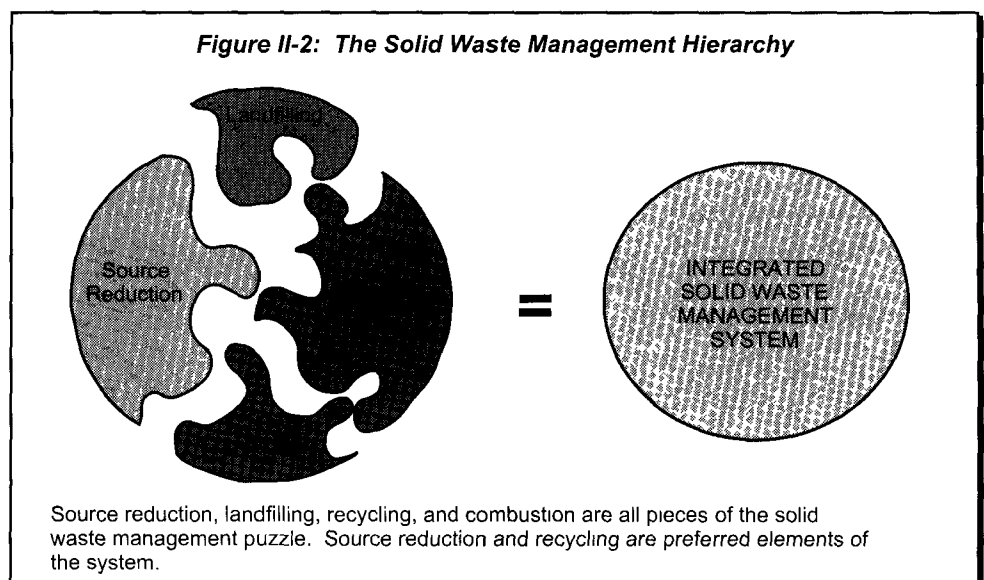 Figure II-2: The Solid Waste Management Hierarchy
Landfilling
Source
Reduction
=
INTEGRATED
SOLID WASTE
MANAGEMENT
SYSTEM
Source reduction, landfilling, recycling, and combustion are all pieces of the solid
waste management puzzle. Source reduction and recycling are preferred elements of
the system.